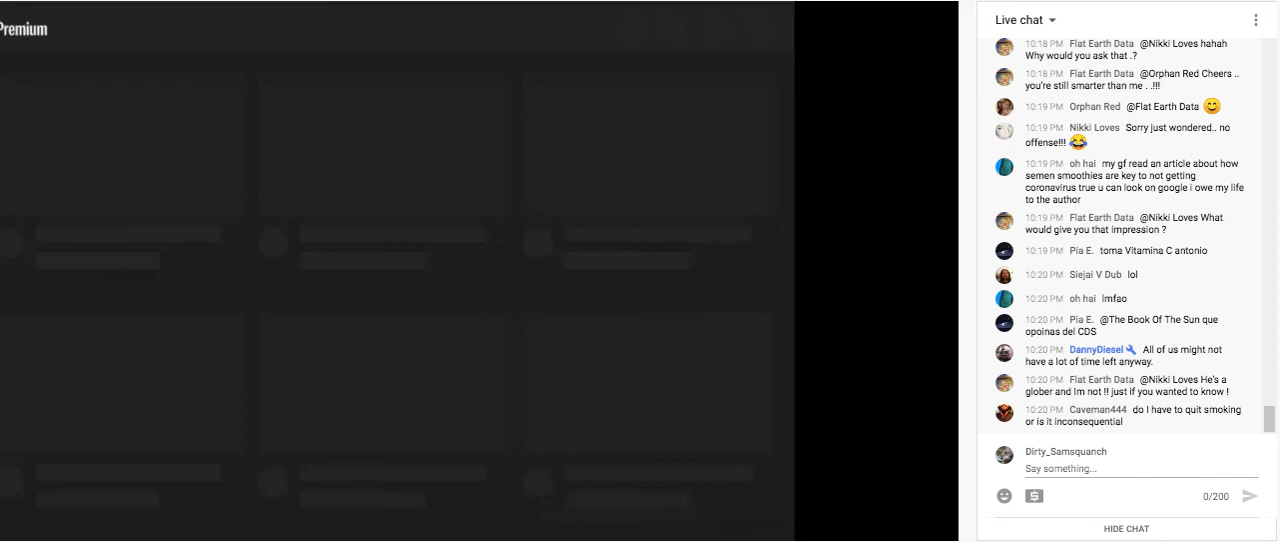 Premium
Live chat
10:18 PM Flat Earth Data @Nikki Loves hahah
Why would you ask that .?
10:18 PM Flat Earth Data @Orphan Red Cheers ..
you're still smarter than me . .!!!
10:19 PM Orphan Red @Flat Earth Data 😊
10:19 PM Nikki Loves Sorry just wondered.. no
offense!!! 😂
10:19 PM oh hai my gf read an article about how
semen smoothies are key to not getting
coronavirus true u can look on google i owe my life
to the author
10:19 PM Flat Earth Data @Nikki Loves What
would give you that impression ?
10:19 PM Pia E. toma Vitamina C antonio
10:20 PM Siejai V Dub lol
10:20 PM oh hai lmfao
10:20 PM Pia E. @The Book Of The Sun que
opoinas del CDS
10:20 PM DannyDiesel All of us might not
have a lot of time left anyway.
10:20 PM Flat Earth Data @Nikki Loves He's a
glober and Im not !! just if you wanted to know !
10:20 PM Caveman444 do I have to quit smoking
or is it inconsequential
Dirty_Samsquanch
Say something...
0/200
HIDE CHAT